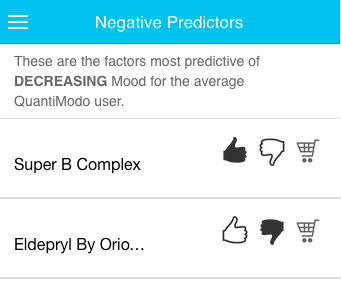 Negative Predictors
These are the factors most predictive of
DECREASING Mood for the average
QuantiModo user.
Super B Complex
Eldepryl By Orio...